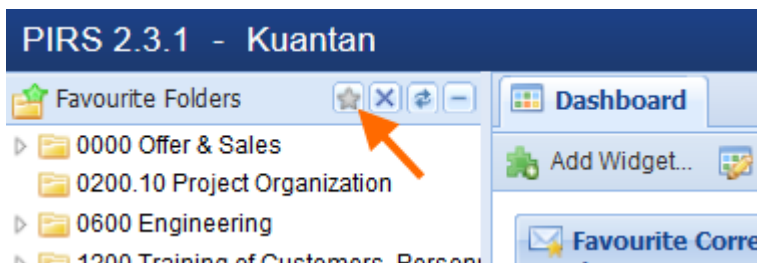 PIRS 2.3.1 - Kuantan
Favourite Folders
Dashboard
0000 Offer & Sales
0200.10 Project Organization
0600 Engineering
1200 Training of Customers, Person
Add Widget...
Favourite Corre